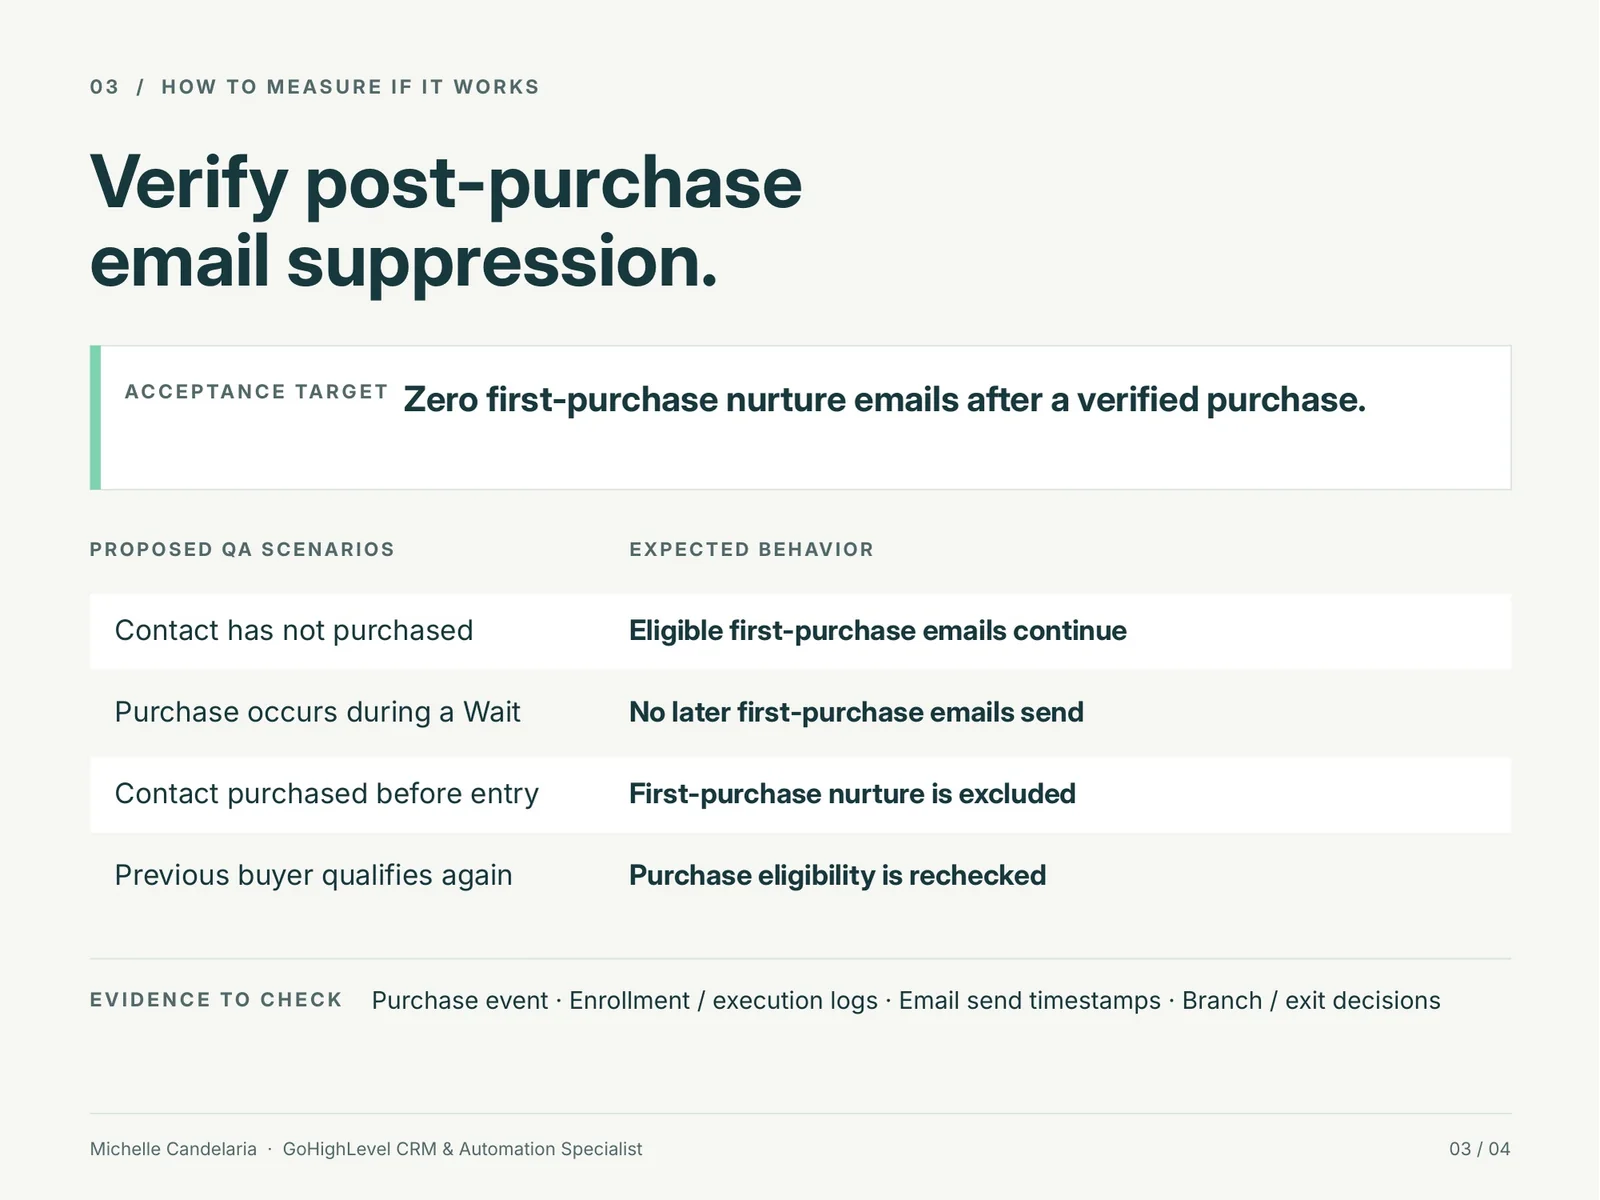 03 / HOW TO MEASURE IF IT WORKS
Verify post-purchase
email suppression.
ACCEPTANCE TARGET Zero first-purchase nurture emails after a verified purchase.
PROPOSED QA SCENARIOS EXPECTED BEHAVIOR
Contact has not purchased Eligible first-purchase emails continue
Purchase occurs during a Wait No later first-purchase emails send
Contact purchased before entry First-purchase nurture is excluded
Previous buyer qualifies again Purchase eligibility is rechecked
EVIDENCE TO CHECK Purchase event · Enrollment / execution logs · Email send timestamps · Branch / exit decisions
Michelle Candelaria · GoHighLevel CRM & Automation Specialist 03 / 04